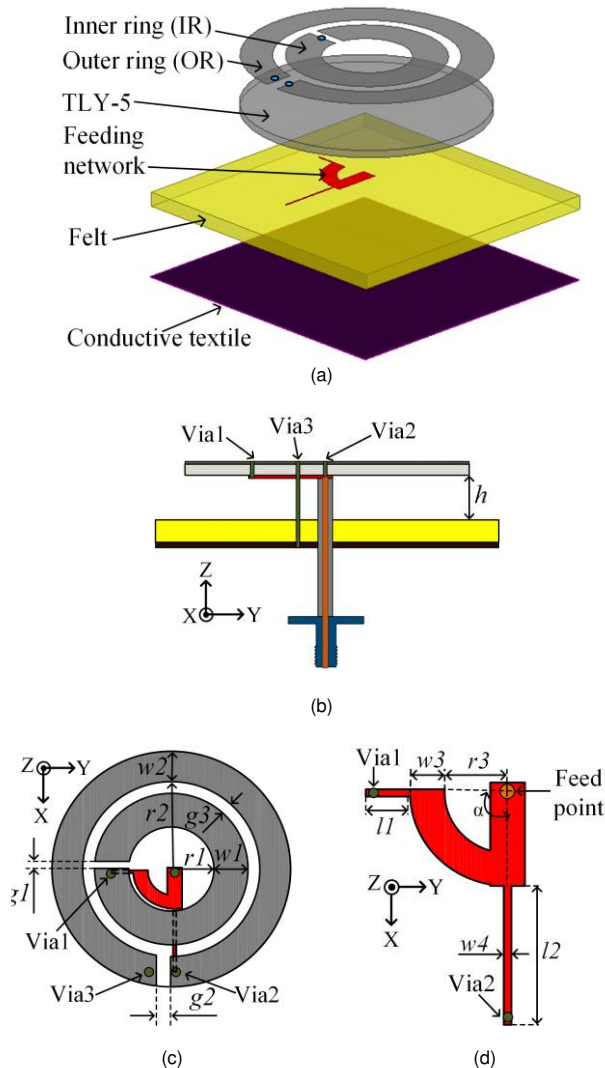 Inner ring (IR)
Outer ring (OR)
TLY-5
Feeding
network
Felt
Conductive textile
(a)
Via1
Via3
Via2
h
Z
X
Y
(b)
Z
Y
X
w2
r2
g3
r1
w1
g1
Via1
Via3
Via2
g2
(c)
Via1
w3
r3
Feed
point
α
l1
Z
Y
X
w4
l2
Via2
(d)